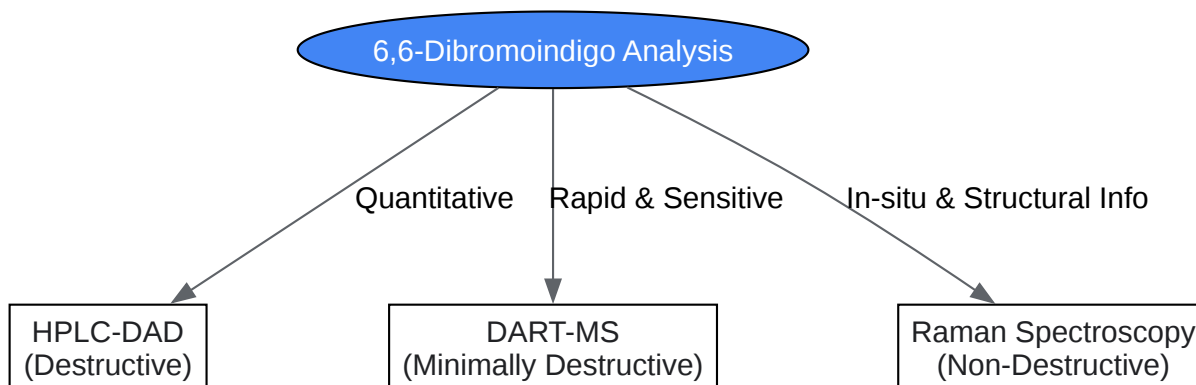 6,6-Dibromoindigo Analysis
Quantitative
Rapid & Sensitive
In-situ & Structural Info
HPLC-DAD
(Destructive)
DART-MS
(Minimally Destructive)
Raman Spectroscopy
(Non-Destructive)